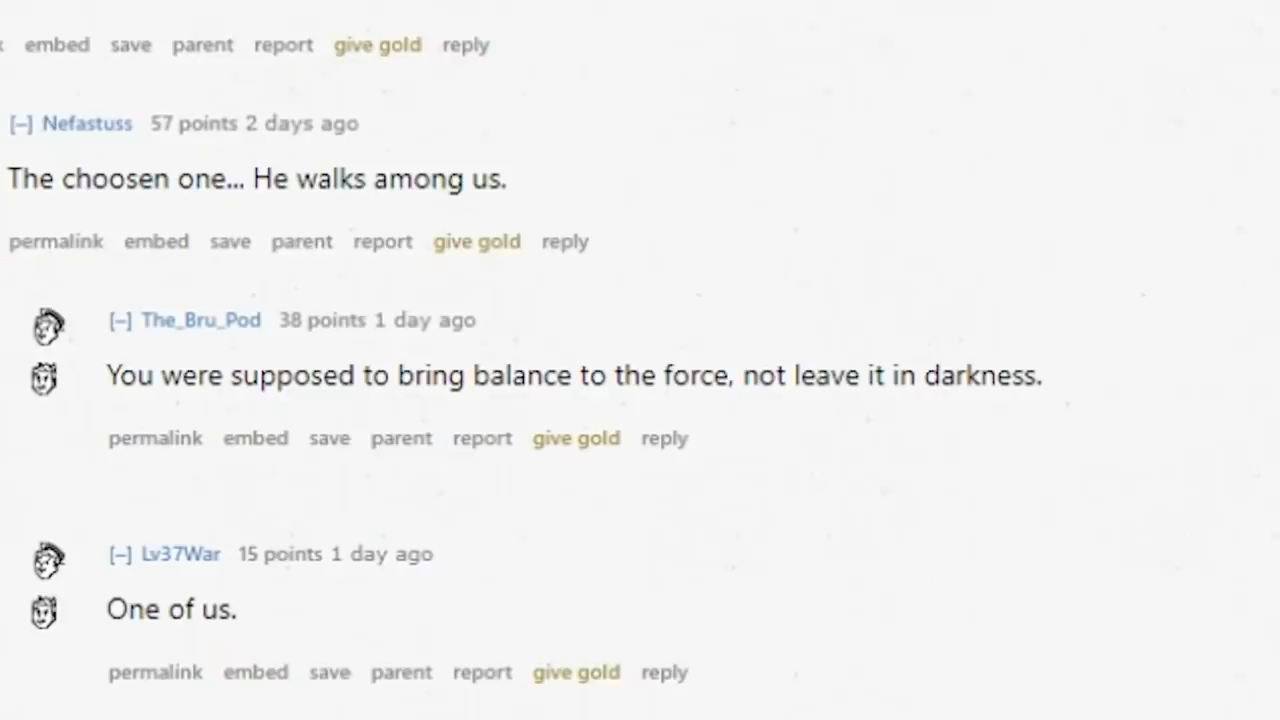 embed save parent report give gold reply
[–] Nefastuss 57 points 2 days ago
The choosen one... He walks among us.
permalink embed save parent report give gold reply
[–] The_Bru_Pod 38 points 1 day ago
You were supposed to bring balance to the force, not leave it in darkness.
permalink embed save parent report give gold reply
[–] Lv37War 15 points 1 day ago
One of us.
permalink embed save parent report give gold reply